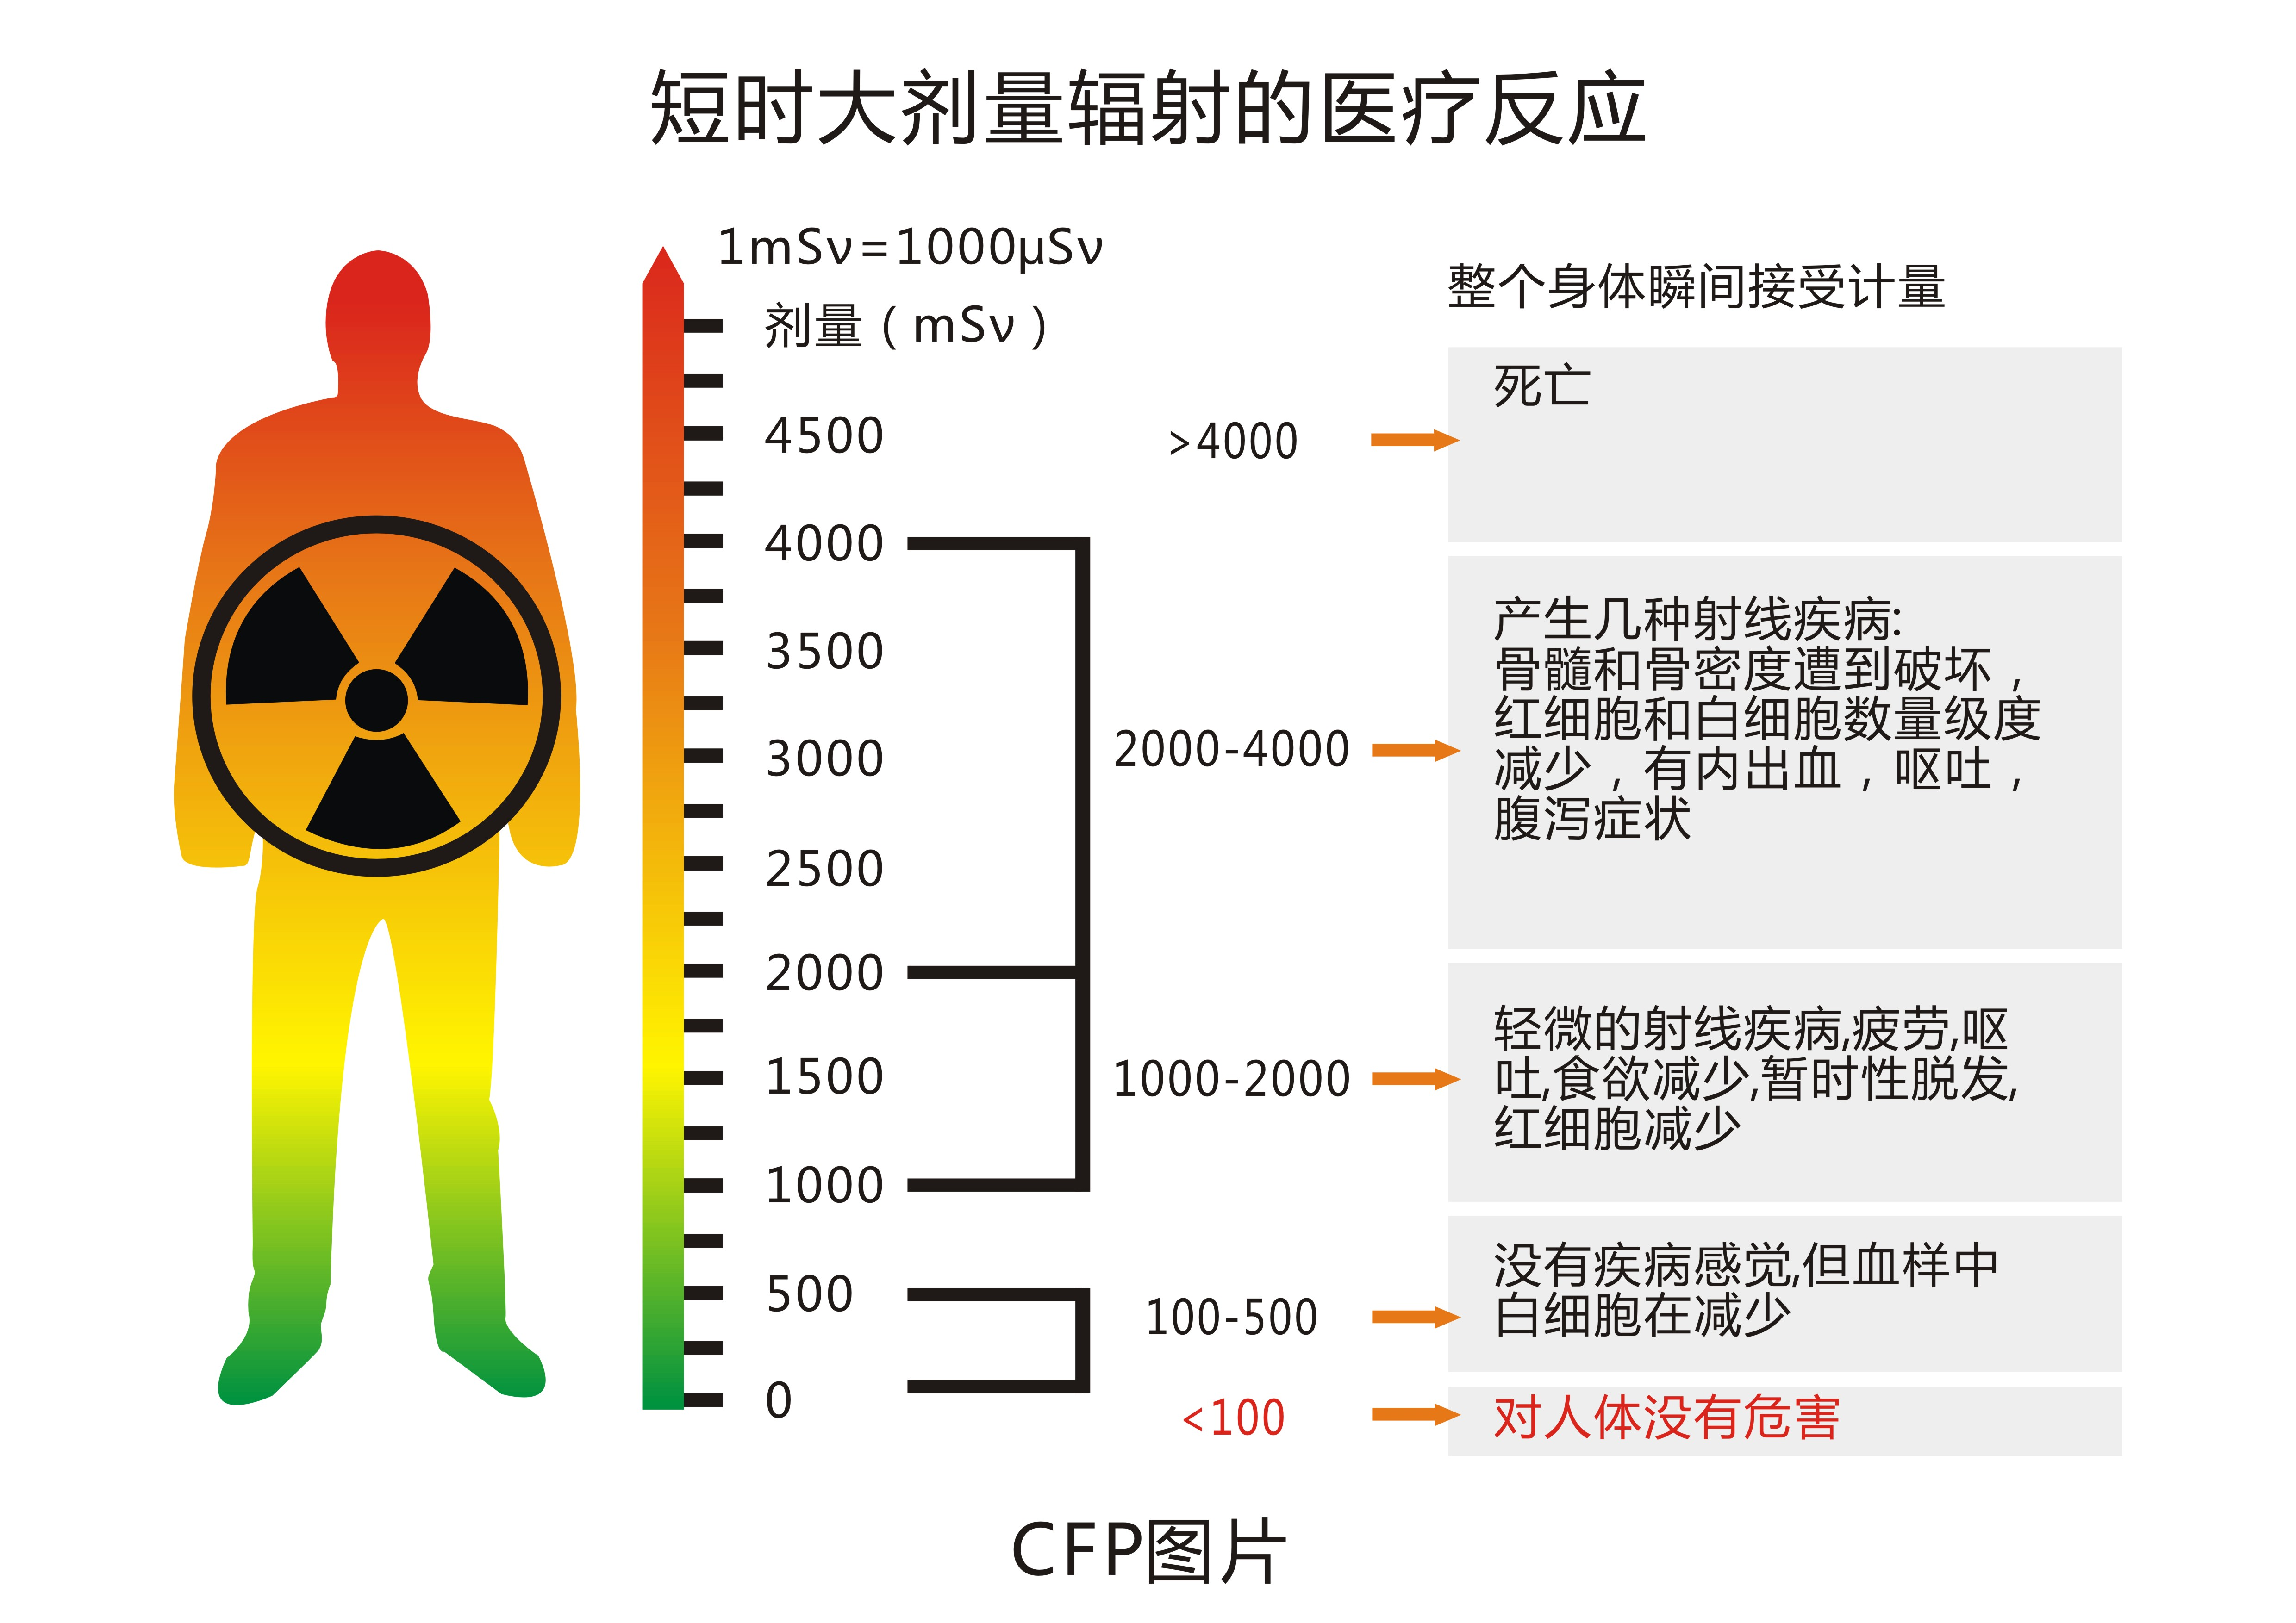 短时大剂量辐射的医疗反应
1mSv=1000μSv
剂量(mSv)
整个身体瞬间接受计量
4500
>4000
死亡
4000
3500
3000
2500
2000-4000
产生几种射线疾病:
骨髓和骨密度遭到破坏,
红细胞和白细胞数量级度
减少,有内出血,呕吐,
腹泻症状
2000
1500
1000
1000-2000
轻微的射线疾病,疲劳,呕
吐,食欲减少,暂时性脱发,
红细胞减少
500
0
100-500
没有疾病感觉,但血样中
白细胞在减少
<100
对人体没有危害
CFP图片